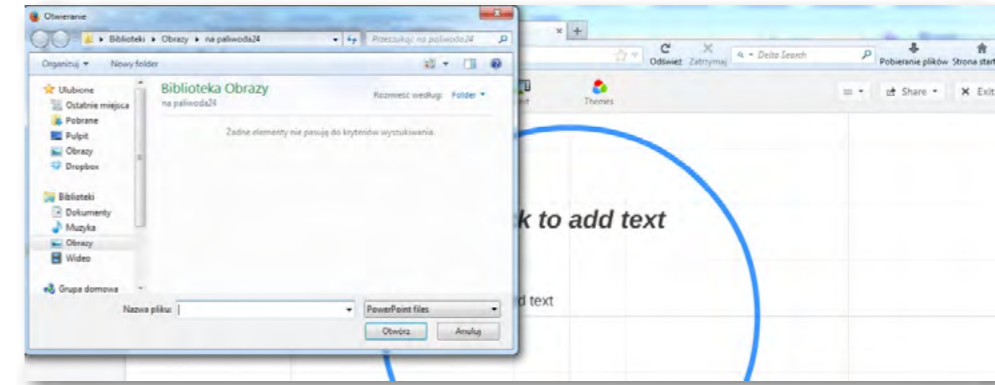 Otwieranie
Biblioteki ▸ Obrazy ▸ na paliwoda24
Przeszukaj: na paliwoda24
Organizuj
Nowy folder
Ulubione
Ostatnie miejsca
Pobrane
Pulpit
Obrazy
Dropbox
Biblioteki
Dokumenty
Muzyka
Obrazy
Wideo
Grupa domowa
Biblioteka Obrazy
na paliwoda24
Rozmieść według: Folder
Żadne elementy nie pasują do kryteriów wyszukiwania.
Nazwa pliku:
PowerPoint files
Otwórz
Anuluj
Odśwież
Zatrzymaj
Delta Search
Pobieranie plików
Strona start
Themes
Share
Exit
k to add text
d text